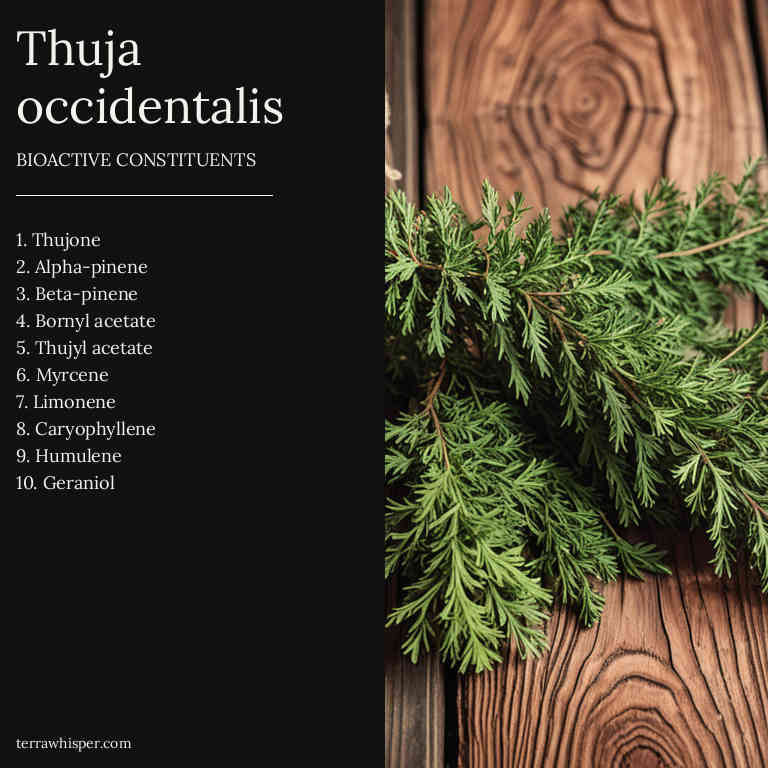 Thuja
occidentalis
BIOACTIVE CONSTITUENTS
1. Thujone
2. Alpha-pinene
3. Beta-pinene
4. Bornyl acetate
5. Thujyl acetate
6. Myrcene
7. Limonene
8. Caryophyllene
9. Humulene
10. Geraniol
terrawhisper.com